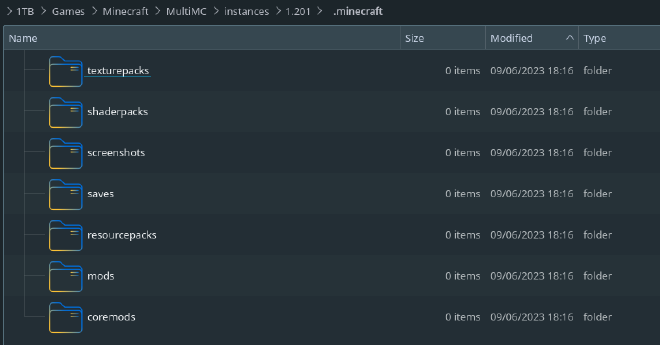 1TB Games Minecraft MultiMC instances 1.201 .minecraft
Name Size Modified Type
texturepacks 0 items 09/06/2023 18:16 folder
shaderpacks 0 items 09/06/2023 18:16 folder
screenshots 0 items 09/06/2023 18:16 folder
saves 0 items 09/06/2023 18:16 folder
resourcepacks 0 items 09/06/2023 18:16 folder
mods 0 items 09/06/2023 18:16 folder
coremods 0 items 09/06/2023 18:16 folder